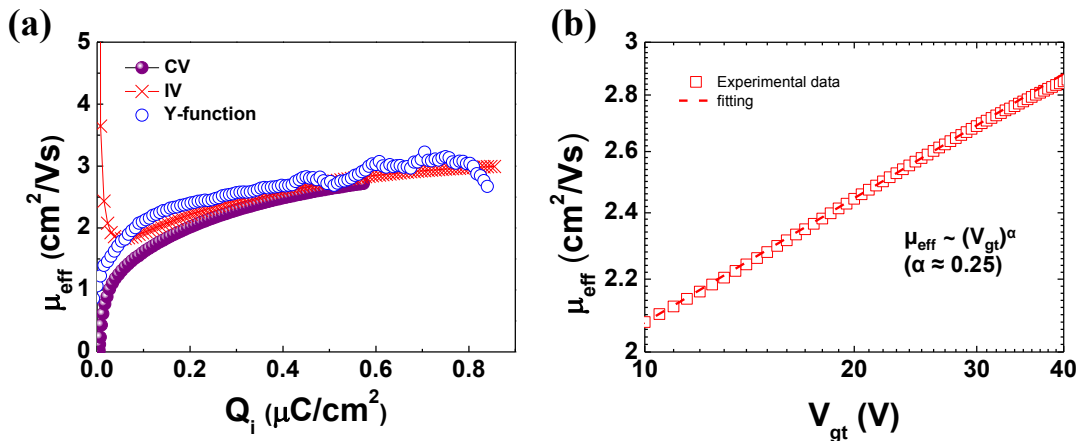 (a)
5
4
3
2
1
0
μeff (cm²/Vs)
CV
IV
Y-function
0.0 0.2 0.4 0.6 0.8
Qi (μC/cm²)
(b)
3
2.8
2.6
2.4
2.2
2
μeff (cm²/Vs)
Experimental data
fitting
μeff ~ (Vgt)^α
(α ≈ 0.25)
10 20 30 40
Vgt (V)